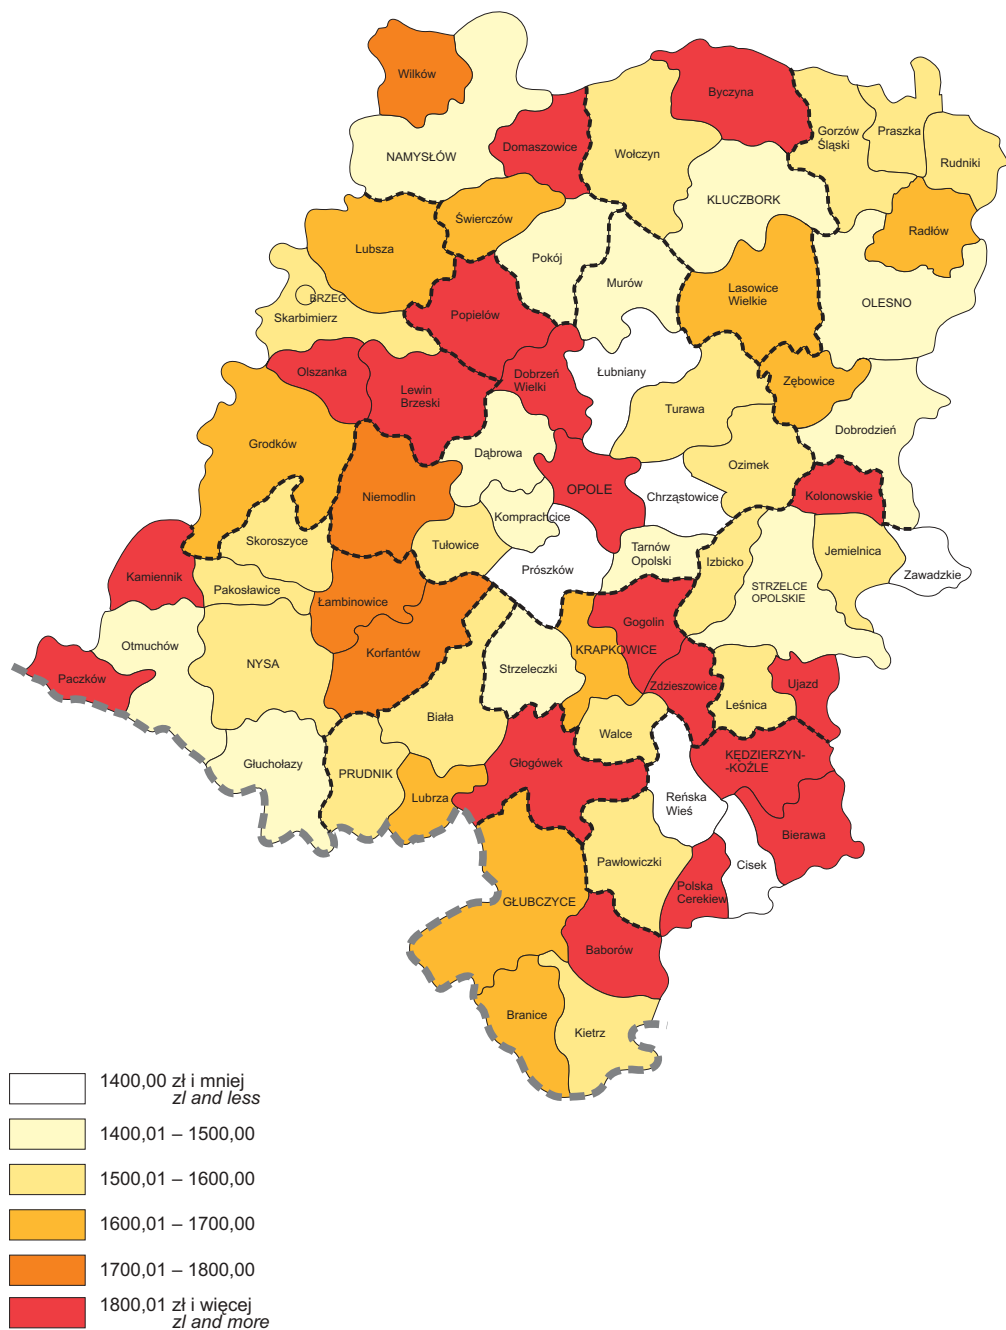 Wilków
Byczyna
NAMYSŁÓW
Domaszowice
Wołczyn
Gorzów
Śląski
Praszka
Rudniki
KLUCZBORK
Świerczów
Radłów
Lubsza
Pokój
Murów
Lasowice
Wielkie
OLESNO
BRZEG
Skarbimierz
Popielów
Olszanka
Lewin
Brzeski
Dobrzeń
Wielki
Łubniany
Zębowice
Turawa
Dobrodzień
Grodków
Dąbrowa
Ozimek
Niemodlin
OPOLE
Chrząstowice
Kolonowskie
Komprachcice
Skoroszyce
Tułowice
Tarnów
Opolski
Izbicko
Jemielnica
Prószków
Zawadzkie
Kamiennik
Pakosławice
STRZELCE
OPOLSKIE
Łambinowice
Gogolin
Otmuchów
NYSA
Korfantów
Strzeleczki
KRAPKOWICE
Paczków
Zdzieszowice
Ujazd
Leśnica
Biała
Walce
KĘDZIERZYN-
-KOŹLE
Głuchołazy
PRUDNIK
Głogówek
Lubrza
Reńska
Wieś
Bierawa
Pawłowiczki
Cisek
Polska
Cerekiew
GŁUBCZYCE
Baborów
Branice
Kietrz
1400,00 zł i mniej
zl and less
1400,01 – 1500,00
1500,01 – 1600,00
1600,01 – 1700,00
1700,01 – 1800,00
1800,01 zł i więcej
zl and more